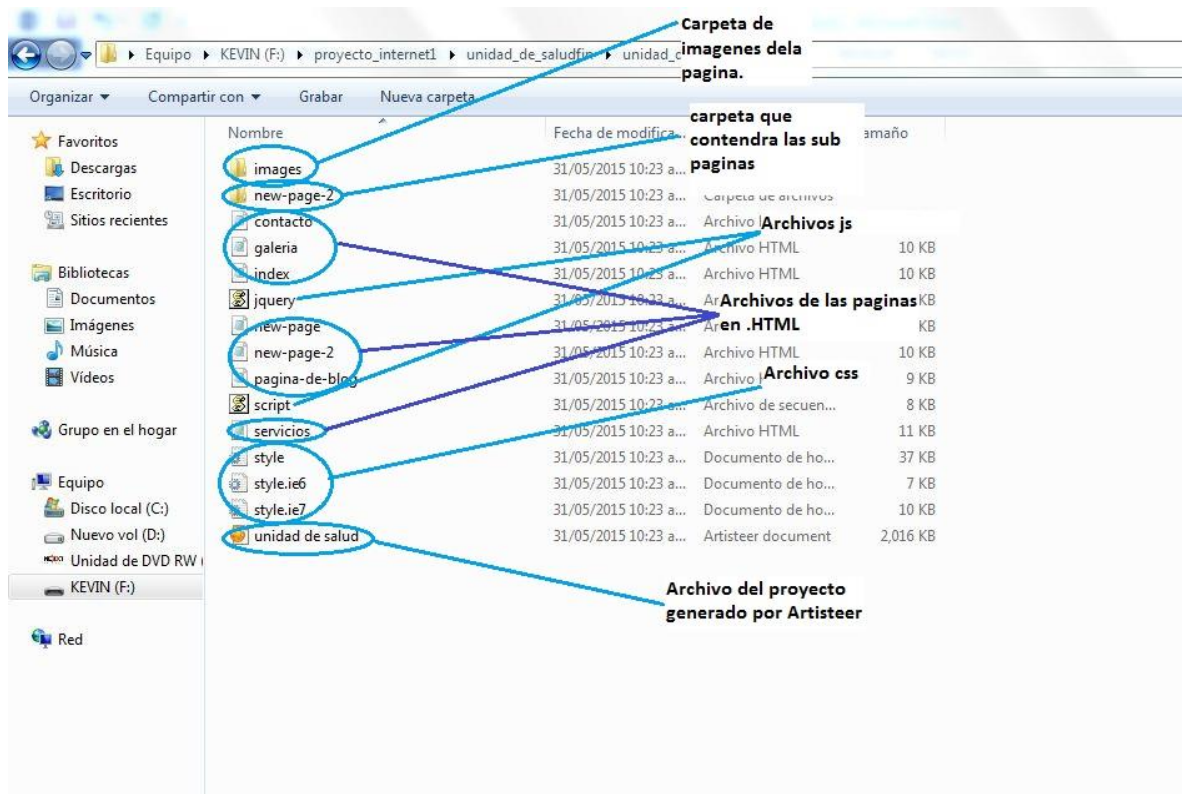 Carpeta de
imagenes dela
pagina.
Equipo KEVIN (F:) proyecto_internet1 unidad_de_saludfin
Organizar Compartir con Grabar Nueva carpeta
carpeta que
contendra las sub
paginas
Nombre Fecha de modifica...
Favoritos
Descargas
Escritorio
Sitios recientes
Bibliotecas
Documentos
Imágenes
Música
Vídeos
Grupo en el hogar
Equipo
Disco local (C:)
Nuevo vol (D:)
Unidad de DVD RW
KEVIN (F:)
Red
images 31/05/2015 10:23 a...
new-page-2 31/05/2015 10:23 a... Carpeta de archivos
contacto 31/05/2015 10:23 a... Archivo
Archivos js
galeria 31/05/2015 10:23 a... Archivo HTML 10 KB
index 31/05/2015 10:23 a... Archivo HTML 10 KB
jquery 31/05/2015 10:23 a... KB
Archivos de las paginas
en .HTML
new-page 31/05/2015 10:23 a... KB
new-page-2 31/05/2015 10:23 a... Archivo HTML 10 KB
pagina-de-blog 31/05/2015 10:23 a... Archivo 9 KB
Archivo css
script 31/05/2015 10:23 a... Archivo de secuen... 8 KB
servicios 31/05/2015 10:23 a... Archivo HTML 11 KB
style 31/05/2015 10:23 a... Documento de ho... 37 KB
style.ie6 31/05/2015 10:23 a... Documento de ho... 7 KB
style.ie7 31/05/2015 10:23 a... Documento de ho... 10 KB
unidad de salud 31/05/2015 10:23 a... Artisteer document 2,016 KB
Archivo del proyecto
generado por Artisteer